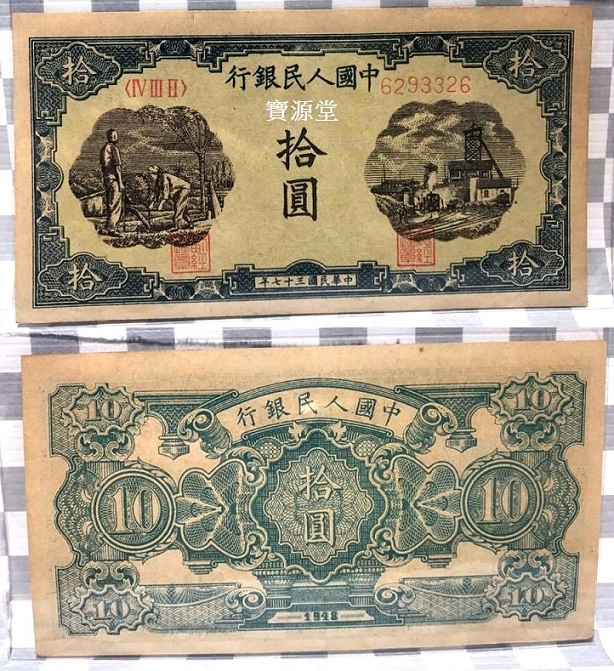 行銀民人國中
〈IV III II〉
6293326
寶源堂
拾
拾
拾
圓
拾
拾
年七十三國民華中
行銀民人國中
10
10
10
拾
圓
10
10
10
1948